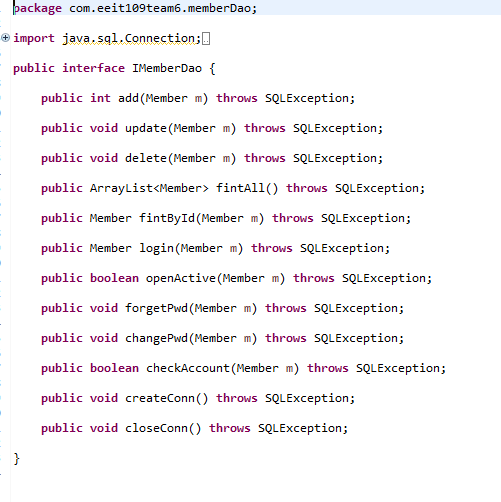 package com.eeit109team6.memberDao;
import java.sql.Connection;
public interface IMemberDao {
public int add(Member m) throws SQLException;
public void update(Member m) throws SQLException;
public void delete(Member m) throws SQLException;
public ArrayList<Member> fintAll() throws SQLException;
public Member fintById(Member m) throws SQLException;
public Member login(Member m) throws SQLException;
public boolean openActive(Member m) throws SQLException;
public void forgetPwd(Member m) throws SQLException;
public void changePwd(Member m) throws SQLException;
public boolean checkAccount(Member m) throws SQLException;
public void createConn() throws SQLException;
public void closeConn() throws SQLException;
}